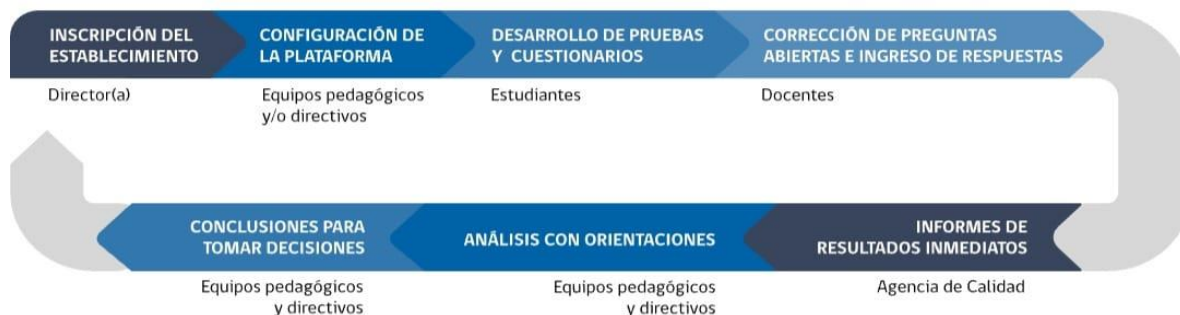 INSCRIPCIÓN DEL
ESTABLECIMIENTO
Director(a)
CONFIGURACIÓN DE
LA PLATAFORMA
Equipos pedagógicos
y/o directivos
DESARROLLO DE PRUEBAS
Y CUESTIONARIOS
Estudiantes
CORRECCIÓN DE PREGUNTAS
ABIERTAS E INGRESO DE RESPUESTAS
Docentes
INFORMES DE
RESULTADOS INMEDIATOS
Agencia de Calidad
ANÁLISIS CON ORIENTACIONES
Equipos pedagógicos
y directivos
CONCLUSIONES PARA
TOMAR DECISIONES
Equipos pedagógicos
y directivos